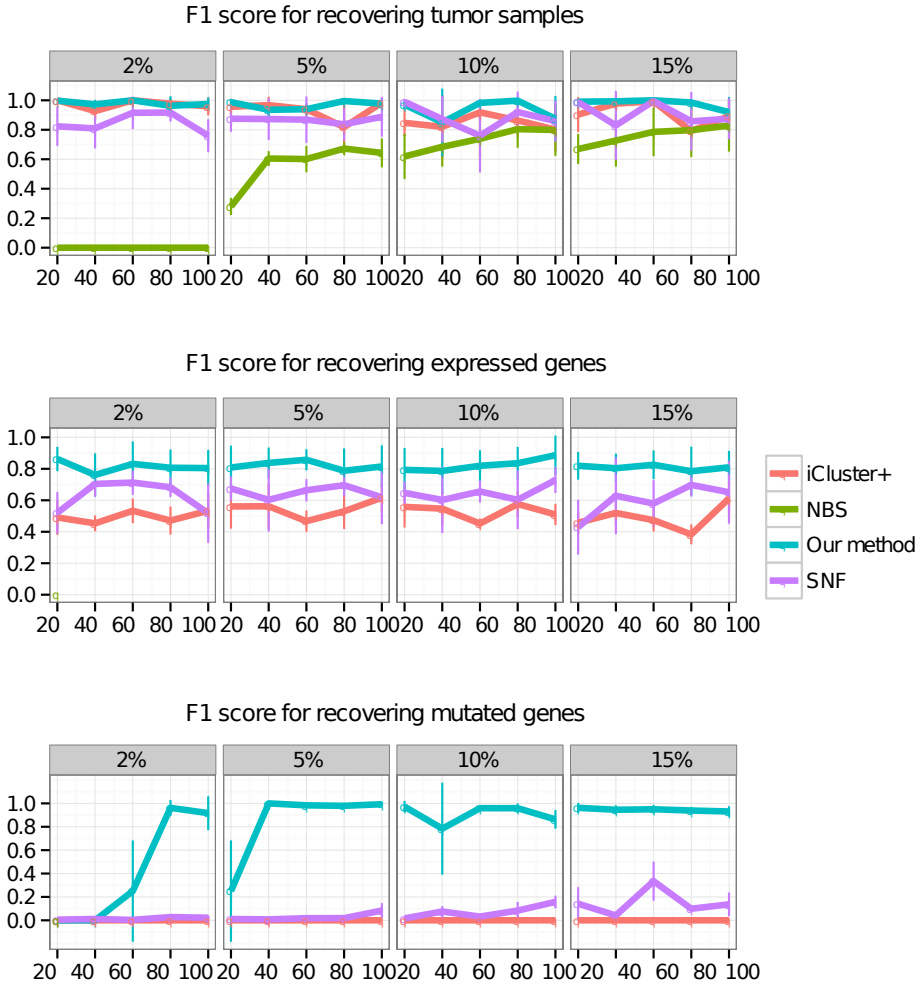 F1 score for recovering tumor samples
2% 5% 10% 15%
1.0
0.8
0.6
0.4
0.2
0.0
20 40 60 80 100 20 40 60 80 100 20 40 60 80 100 20 40 60 80 100
F1 score for recovering expressed genes
2% 5% 10% 15%
1.0
0.8
0.6
0.4
0.2
0.0
20 40 60 80 100 20 40 60 80 100 20 40 60 80 100 20 40 60 80 100
iCluster+
NBS
Our method
SNF
F1 score for recovering mutated genes
2% 5% 10% 15%
1.0
0.8
0.6
0.4
0.2
0.0
20 40 60 80 100 20 40 60 80 100 20 40 60 80 100 20 40 60 80 100